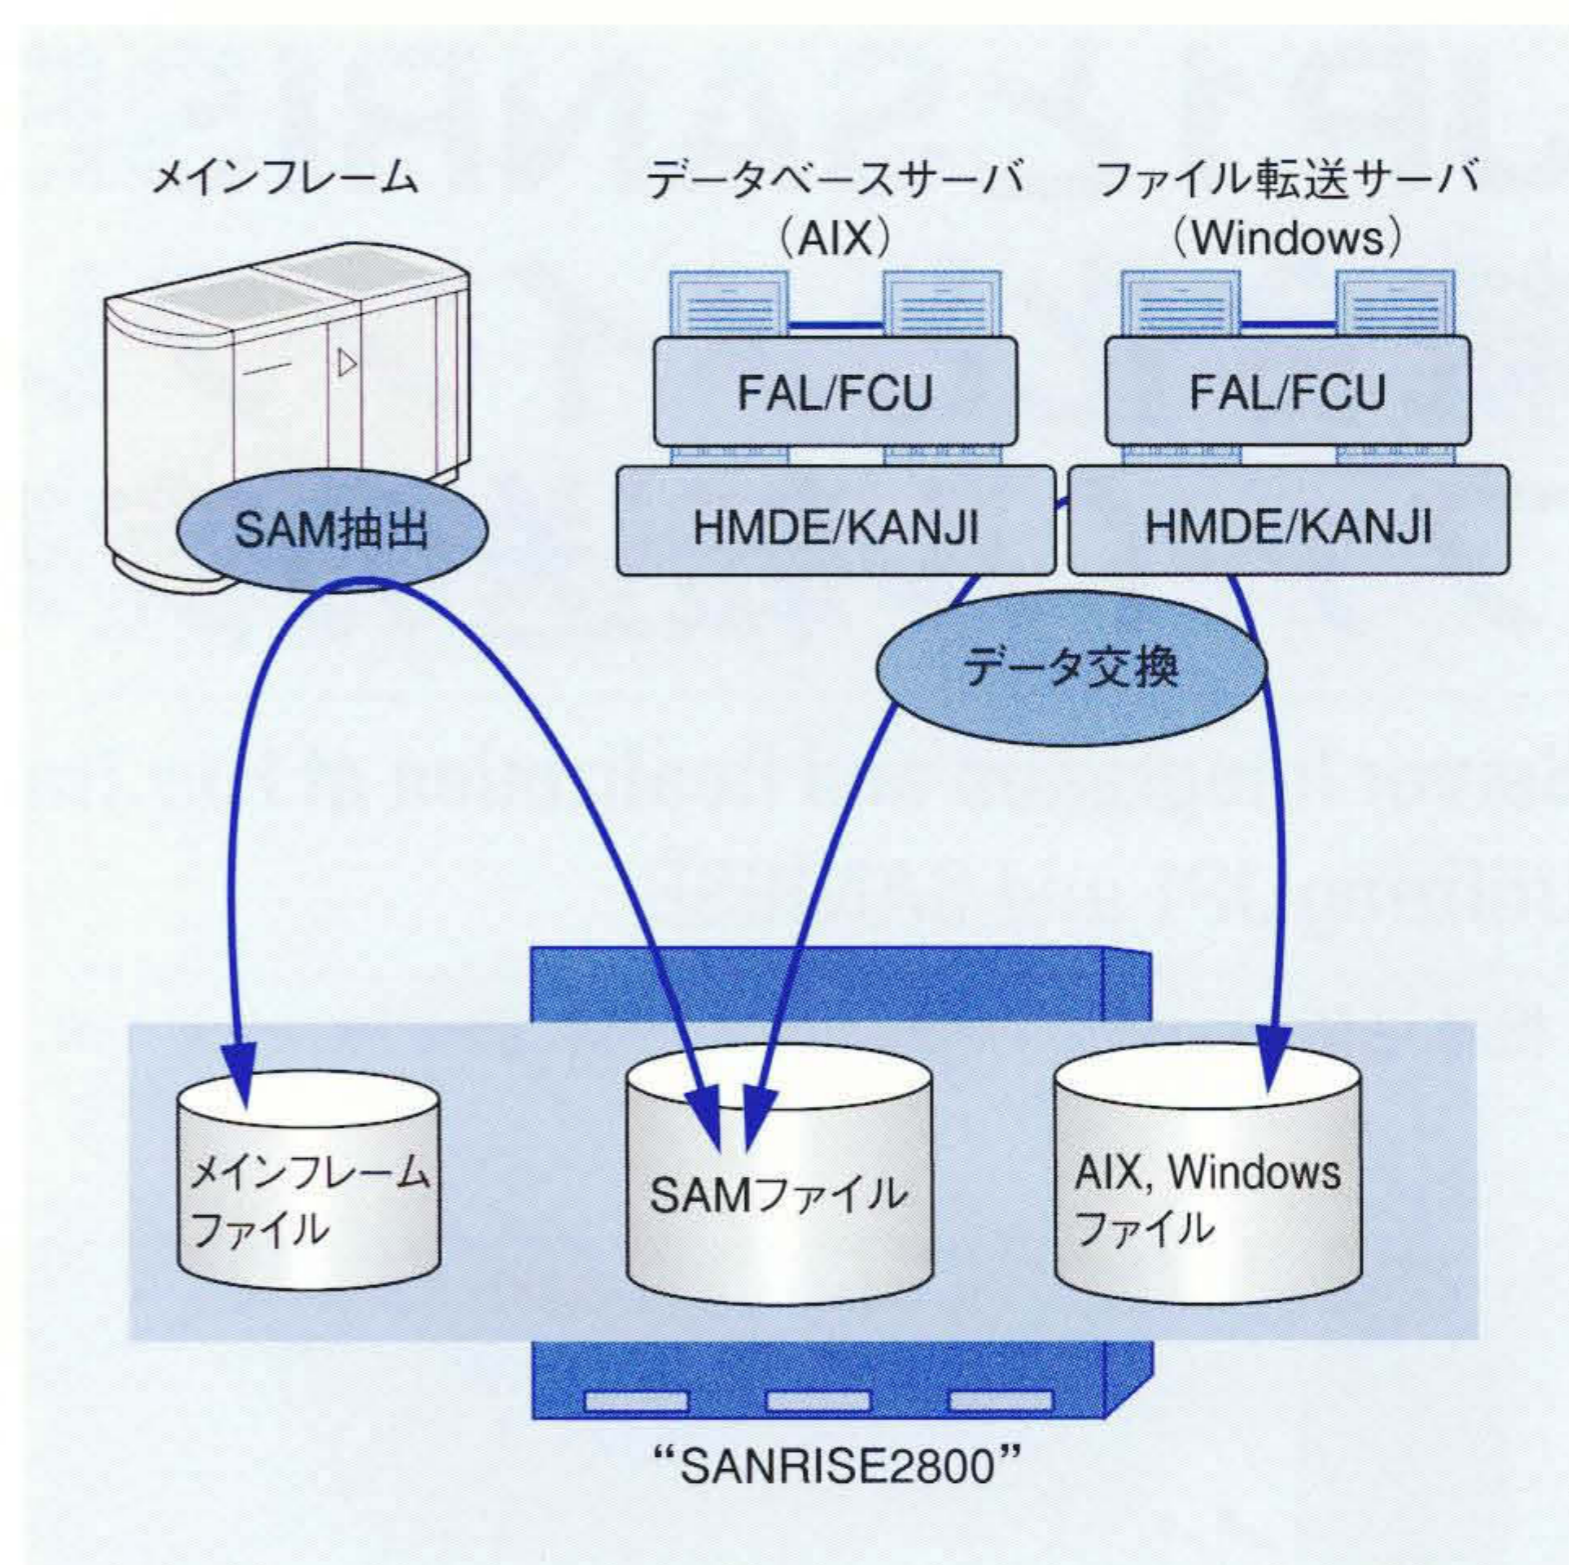 メインフレーム
データベースサーバ
（AIX）
ファイル転送サーバ
（Windows）
FAL/FCU
FAL/FCU
HMDE/KANJI
HMDE/KANJI
SAM抽出
データ交換
メインフレーム
ファイル
SAMファイル
AIX, Windows
ファイル
“SANRISE2800”